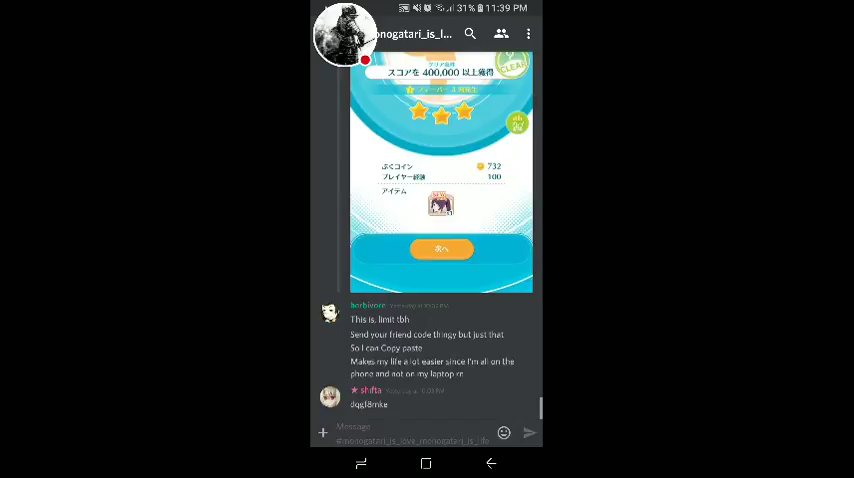 31% 11:39 PM
monogatari_is_l...
クリア条件
CLEAR
スコアを 400,000 以上獲得
ぷくコイン 732
プレイヤー経験 100
アイテム
次へ
herbivore
This is, limit tbh
Send your friend code thingy but just that
So I can Copy paste
Makes my life a lot easier since I'm all on the
phone and not on my laptop rn
★ shifta
dqgf8mke
Message
#monogatari_is_love_monogatari_is_life